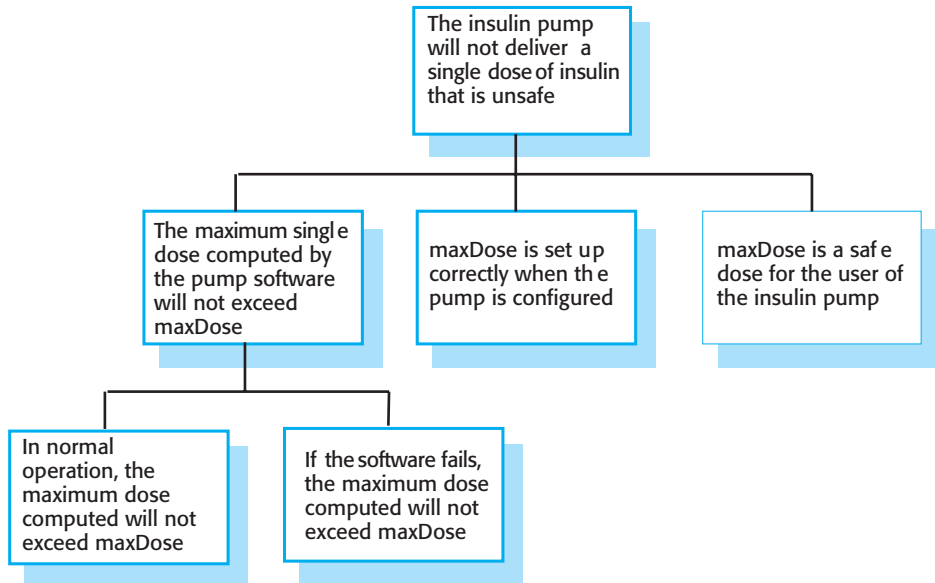 The insulin pump
will not deliver a
single dose of insulin
that is unsafe
The maximum single
dose computed by
the pump software
will not exceed
maxDose
maxDose is set up
correctly when the
pump is configured
maxDose is a safe
dose for the user of
the insulin pump
In normal
operation, the
maximum dose
computed will not
exceed maxDose
If the software fails,
the maximum dose
computed will not
exceed maxDose